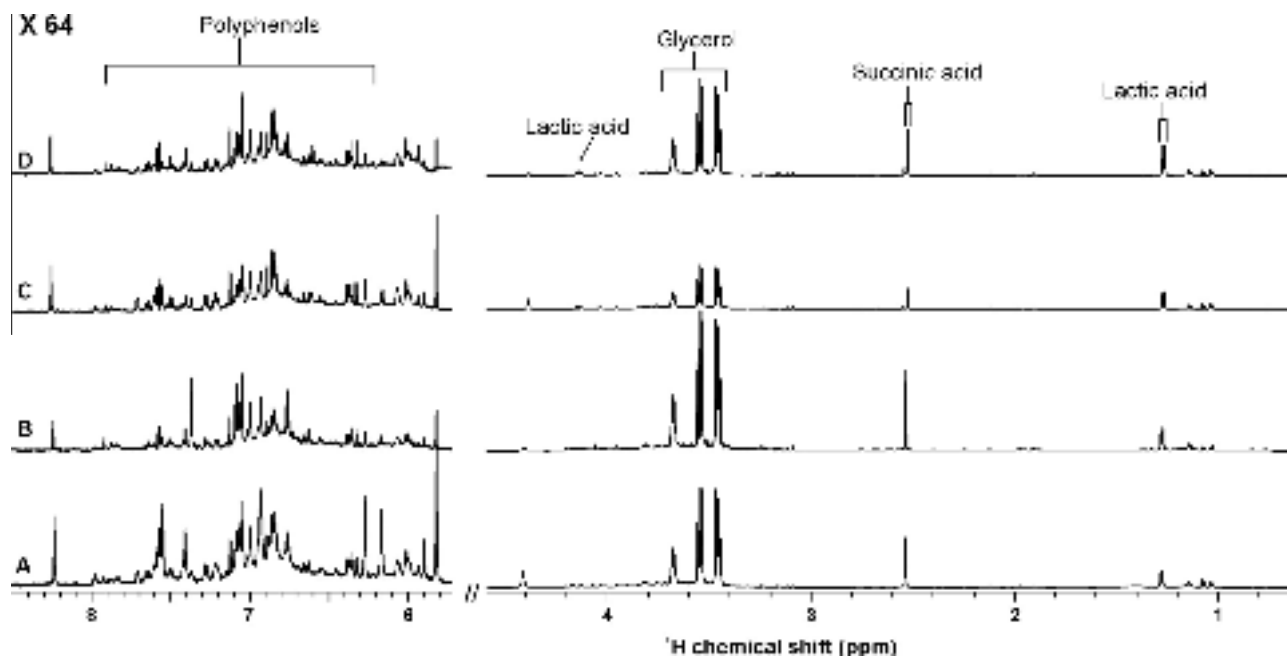 X 64
Polyphenols
Glycerol
Succinic acid
Lactic acid
Lactic acid
D
C
B
A
8 7 6 // 4 3 2 1
¹H chemical shift (ppm)